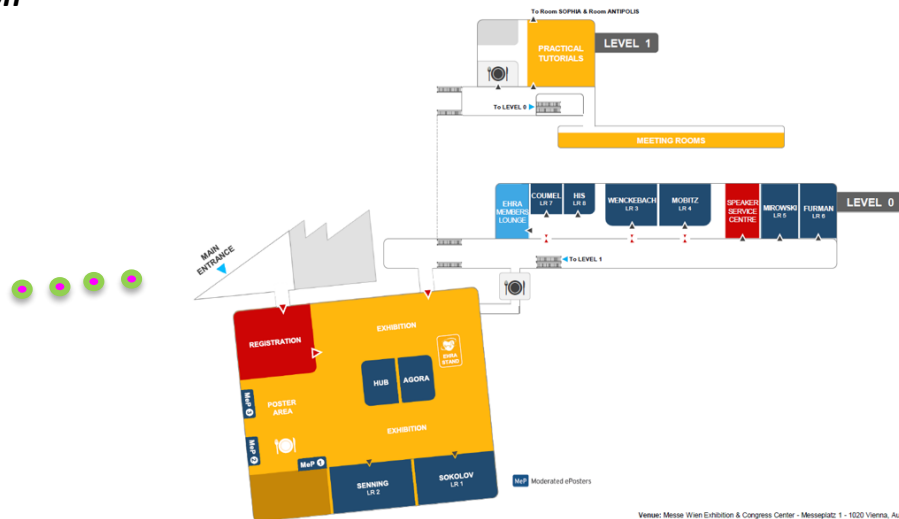 To Room SOPHIA & Room ANTIPOLIS
PRACTICAL
TUTORIALS
LEVEL 1
To LEVEL 0
MEETING ROOMS
EHRA
MEMBERS
LOUNGE
COUMEL
LR 7
HIS
LR 8
WENCKEBACH
LR 3
MOBITZ
LR 4
SPEAKER
SERVICE
CENTRE
MIROWSKI
LR 5
FURMAN
LR 6
LEVEL 0
MAIN
ENTRANCE
To LEVEL 1
REGISTRATION
EXHIBITION
EHRA
STAND
HUB
AGORA
MeP 3
POSTER
AREA
EXHIBITION
MeP 2
MeP 1
SENNING
LR 2
SOKOLOV
LR 1
MeP Moderated ePosters
Venue: Messe Wien Exhibition & Congress Center - Messeplatz 1 - 1020 Vienna, Au